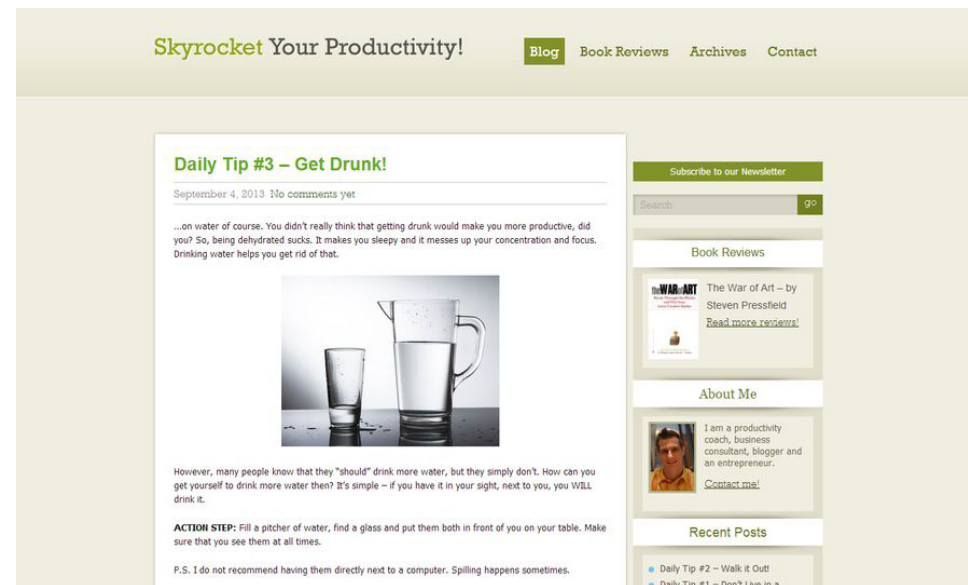 Skyrocket Your Productivity!
Blog
Book Reviews
Archives
Contact
Daily Tip #3 – Get Drunk!
September 4, 2013 No comments yet
...on water of course. You didn't really think that getting drunk would make you more productive, did
you? So, being dehydrated sucks. It makes you sleepy and it messes up your concentration and focus.
Drinking water helps you get rid of that.
However, many people know that they "should" drink more water, but they simply don't. How can you
get yourself to drink more water then? It's simple – if you have it in your sight, next to you, you WILL
drink it.
ACTION STEP: Fill a pitcher of water, find a glass and put them both in front of you on your table. Make
sure that you see them at all times.
P.S. I do not recommend having them directly next to a computer. Spilling happens sometimes.
Subscribe to our Newsletter
Search
go
Book Reviews
the WAR of ART
The War of Art – by
Steven Pressfield
Read more reviews!
About Me
I am a productivity
coach, business
consultant, blogger and
an entrepreneur.
Contact me!
Recent Posts
Daily Tip #2 – Walk it Out!
Daily Tip #1 – Don't Live in a